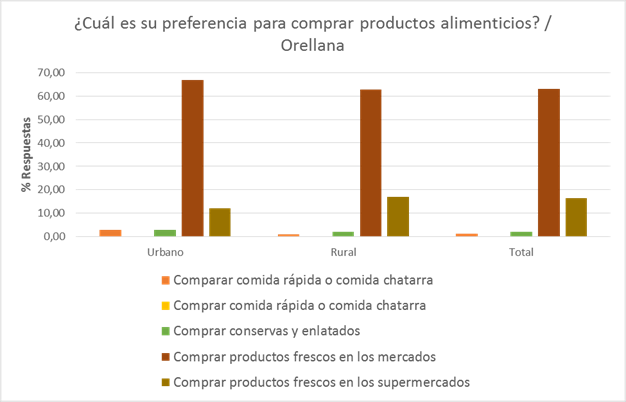 ¿Cuál es su preferencia para comprar productos alimenticios? /
Orellana
70,00
60,00
50,00
40,00
30,00
20,00
10,00
0,00
% Respuestas
Urbano
Rural
Total
Comparar comida rápida o comida chatarra
Comprar comida rápida o comida chatarra
Comprar conservas y enlatados
Comprar productos frescos en los mercados
Comprar productos frescos en los supermercados